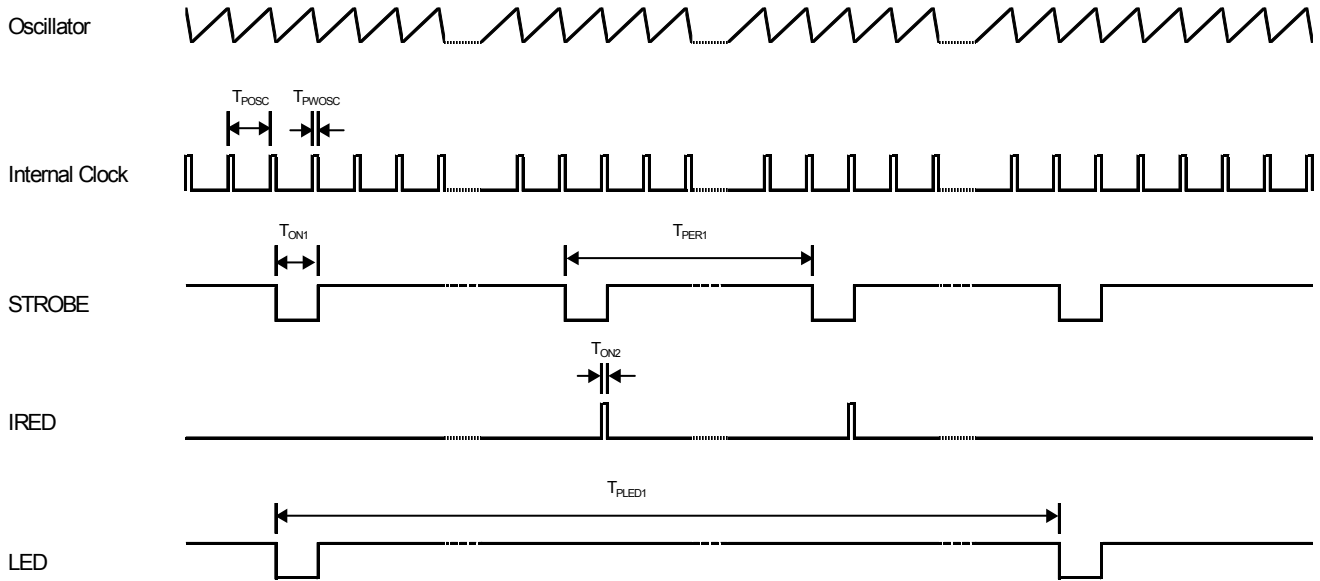 Oscillator
TPOSC TPWOSC
Internal Clock
TON1 TPER1
STROBE
TON2
IRED
TPLED1
LED